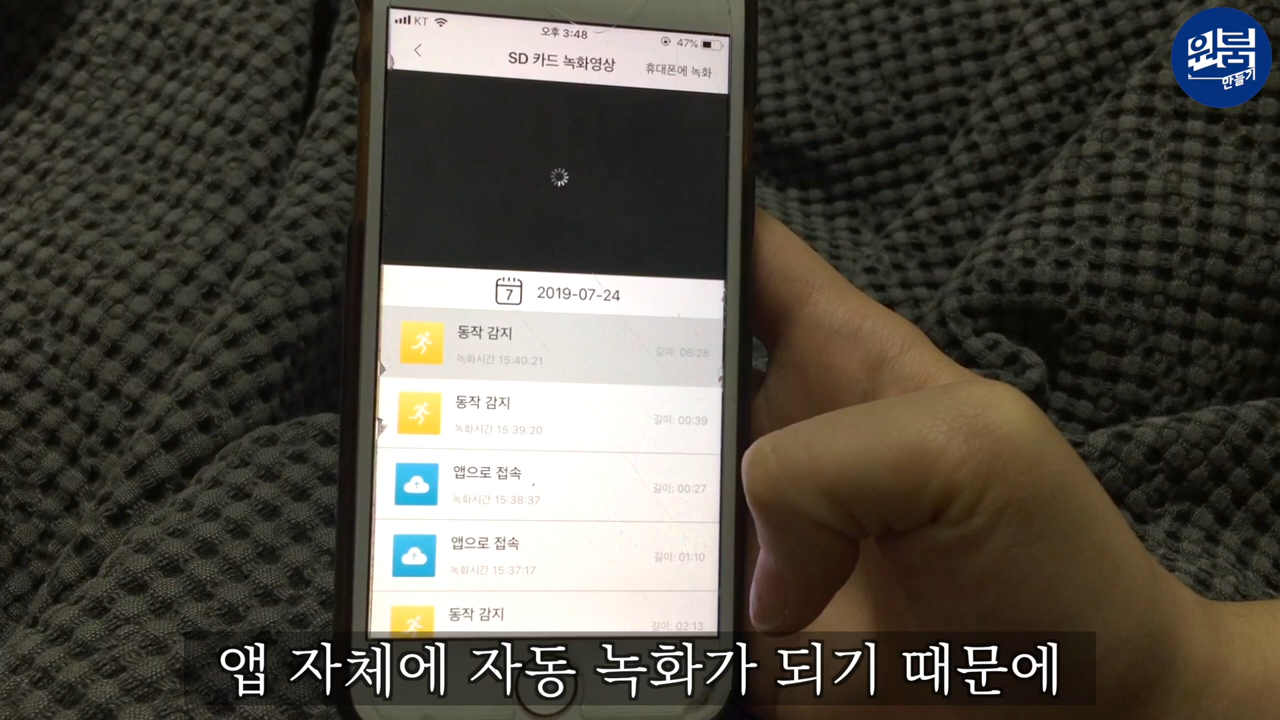 KT
오후 3:48
47%
SD 카드 녹화영상
휴대폰에 녹화
원룸
만들기
7
2019-07-24
동작 감지
녹화시간 15:40:21
길이: 06:28
동작 감지
녹화시간 15:39:20
길이: 00:39
앱으로 접속
녹화시간 15:38:37
길이: 00:27
앱으로 접속
녹화시간 15:37:17
길이: 01:10
동작 감지
길이: 02:13
앱 자체에 자동 녹화가 되기 때문에